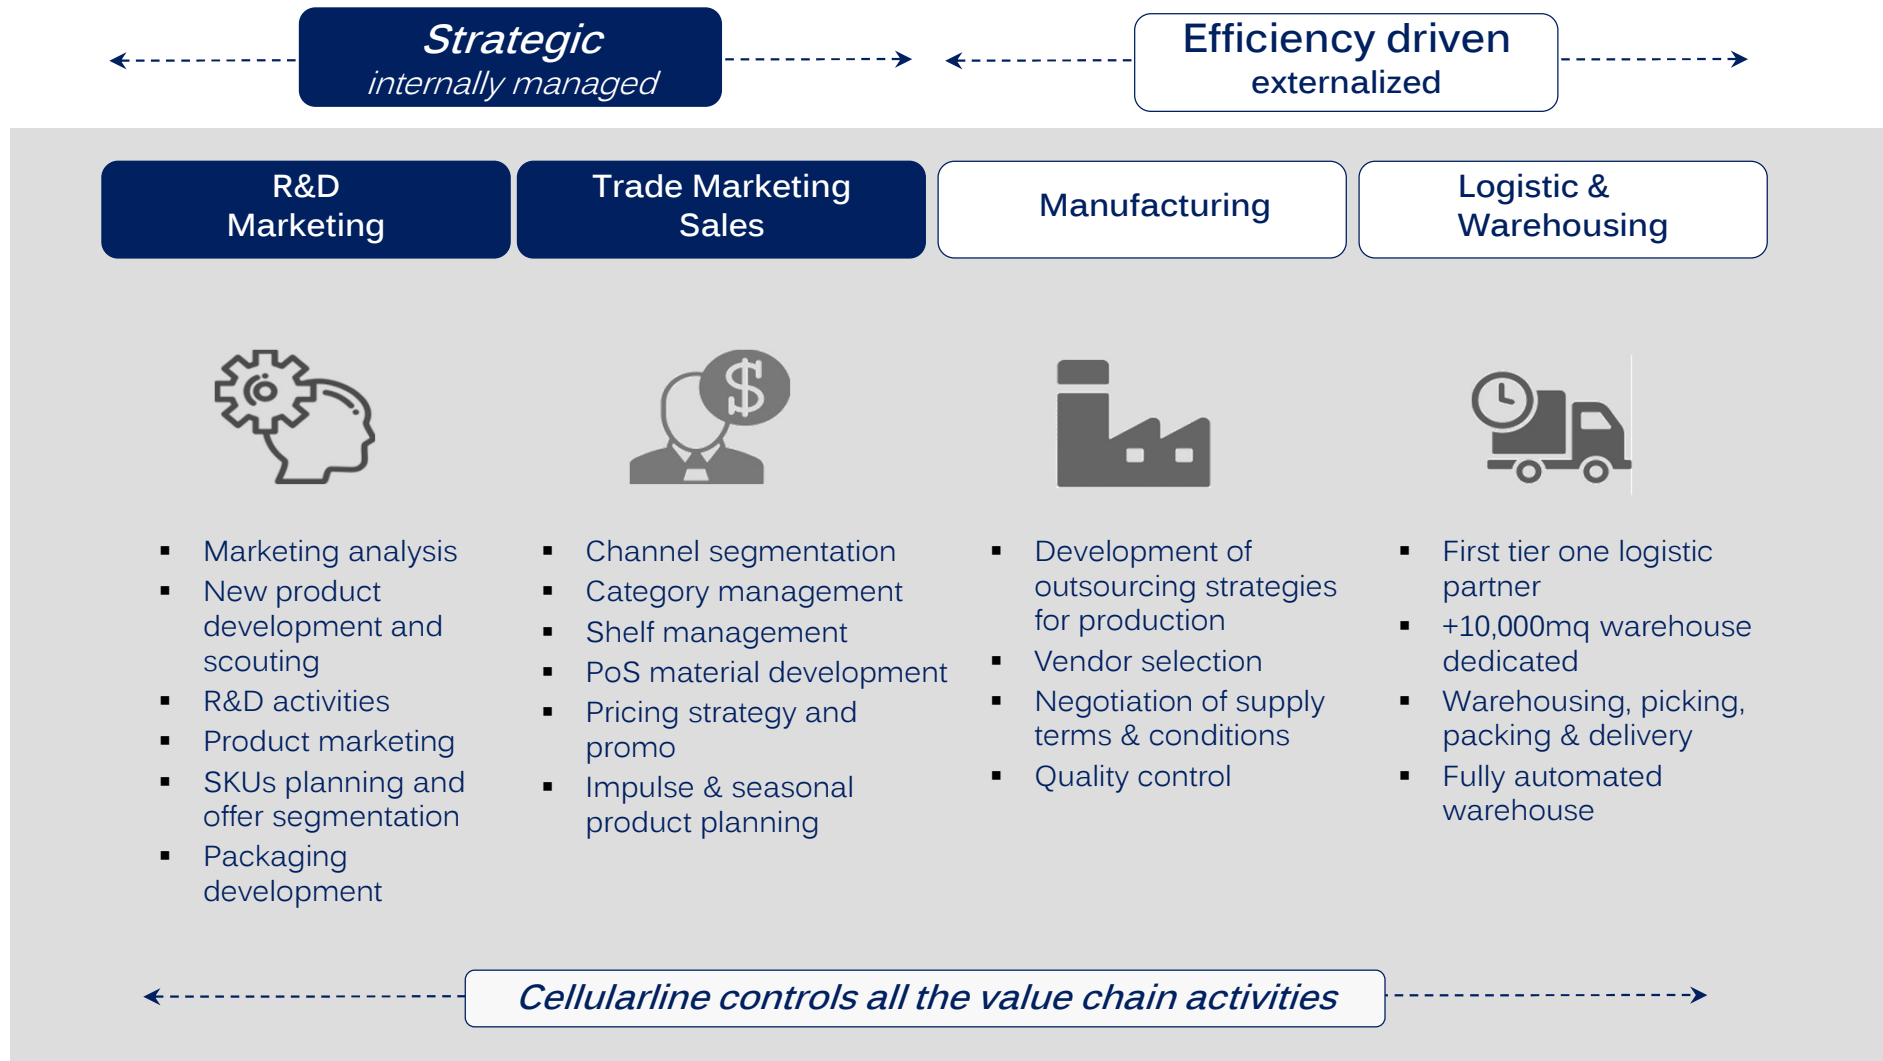 Strategic
internally managed
Efficiency driven
externalized
R&D
Marketing
Trade Marketing
Sales
Manufacturing
Logistic &
Warehousing
$
▪ Marketing analysis
▪ New product
development and
scouting
▪ R&D activities
▪ Product marketing
▪ SKUs planning and
offer segmentation
▪ Packaging
development
▪ Channel segmentation
▪ Category management
▪ Shelf management
▪ PoS material development
▪ Pricing strategy and
promo
▪ Impulse & seasonal
product planning
▪ Development of
outsourcing strategies
for production
▪ Vendor selection
▪ Negotiation of supply
terms & conditions
▪ Quality control
▪ First tier one logistic
partner
▪ +10,000mq warehouse
dedicated
▪ Warehousing, picking,
packing & delivery
▪ Fully automated
warehouse
Cellularline controls all the value chain activities